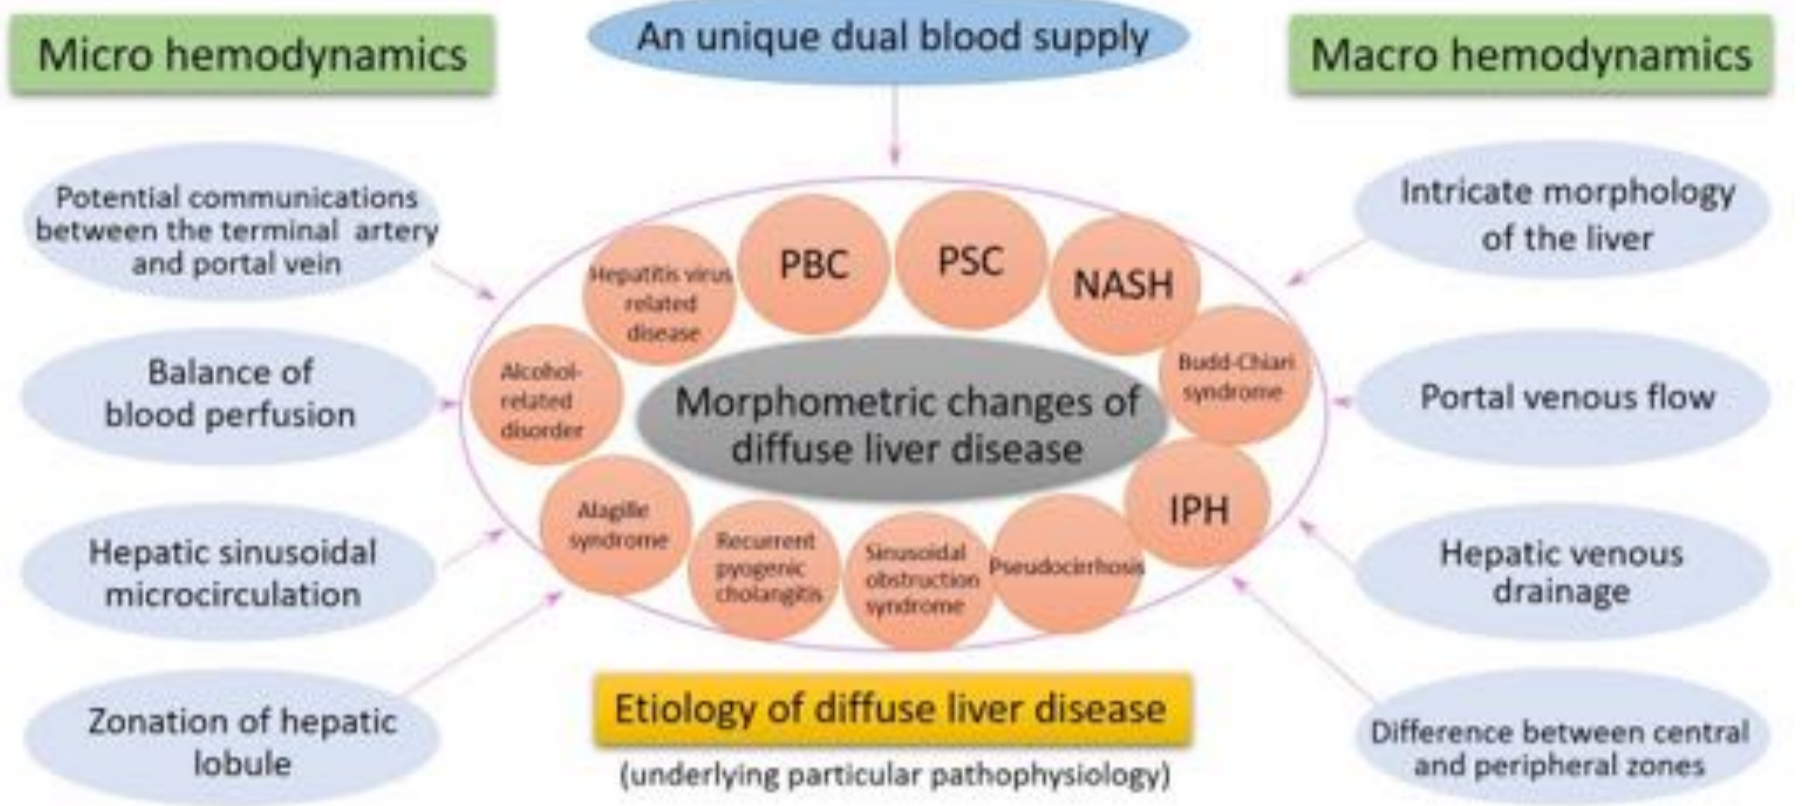 An unique dual blood supply
Micro hemodynamics
Macro hemodynamics
Potential communications
between the terminal artery
and portal vein
Balance of
blood perfusion
Hepatic sinusoidal
microcirculation
Zonation of hepatic
lobule
Hepatitis virus
related
disease
PBC
PSC
NASH
Budd-Chiari
syndrome
IPH
Pseudocirrhosis
Sinusoidal
obstruction
syndrome
Recurrent
pyogenic
cholangitis
Alagille
syndrome
Alcohol-
related
disorder
Morphometric changes of
diffuse liver disease
Intricate morphology
of the liver
Portal venous flow
Hepatic venous
drainage
Difference between central
and peripheral zones
Etiology of diffuse liver disease
(underlying particular pathophysiology)